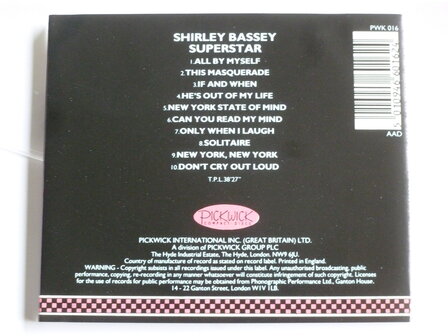 PWK 016
SHIRLEY BASSEY
SUPERSTAR
1.ALL BY MYSELF
2.THIS MASQUERADE
3.IF AND WHEN
4.HE'S OUT OF MY LIFE
5.NEW YORK STATE OF MIND
6.CAN YOU READ MY MIND
7.ONLY WHEN I LAUGH
8.SOLITAIRE
9.NEW YORK, NEW YORK
10.DON'T CRY OUT LOUD
T.P.L.38'27"
5 010946 601624
AAD
PICKWICK
COMPACT DISCS
PICKWICK INTERNATIONAL INC. (GREAT BRITAIN) LTD.
A division of PICKWICK GROUP PLC
The Hyde Industrial Estate, The Hyde, London. NW9 6JU.
Country of manufacture of record as stated on record label. Printed in England.
WARNING - Copyright subsists in all recordings issued under this label. Any unauthorised broadcasting, public
performance, copying, re-recording in any manner whatsoever will constitute infringement of such copyright. Licenses
for the use of records for public performance may be obtained from Phonographic Performance Ltd., Ganton House.
14 - 22 Ganton Street, London W1V 1LB.